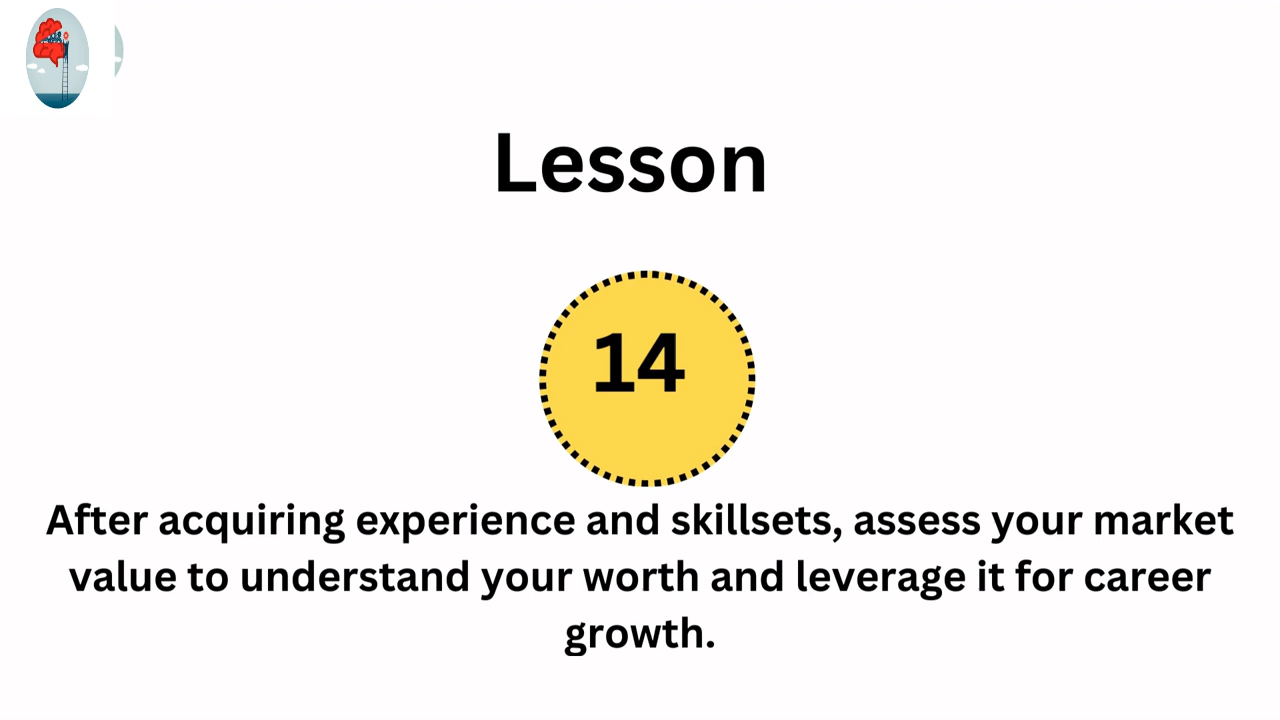 Lesson
14
After acquiring experience and skillsets, assess your market
value to understand your worth and leverage it for career
growth.